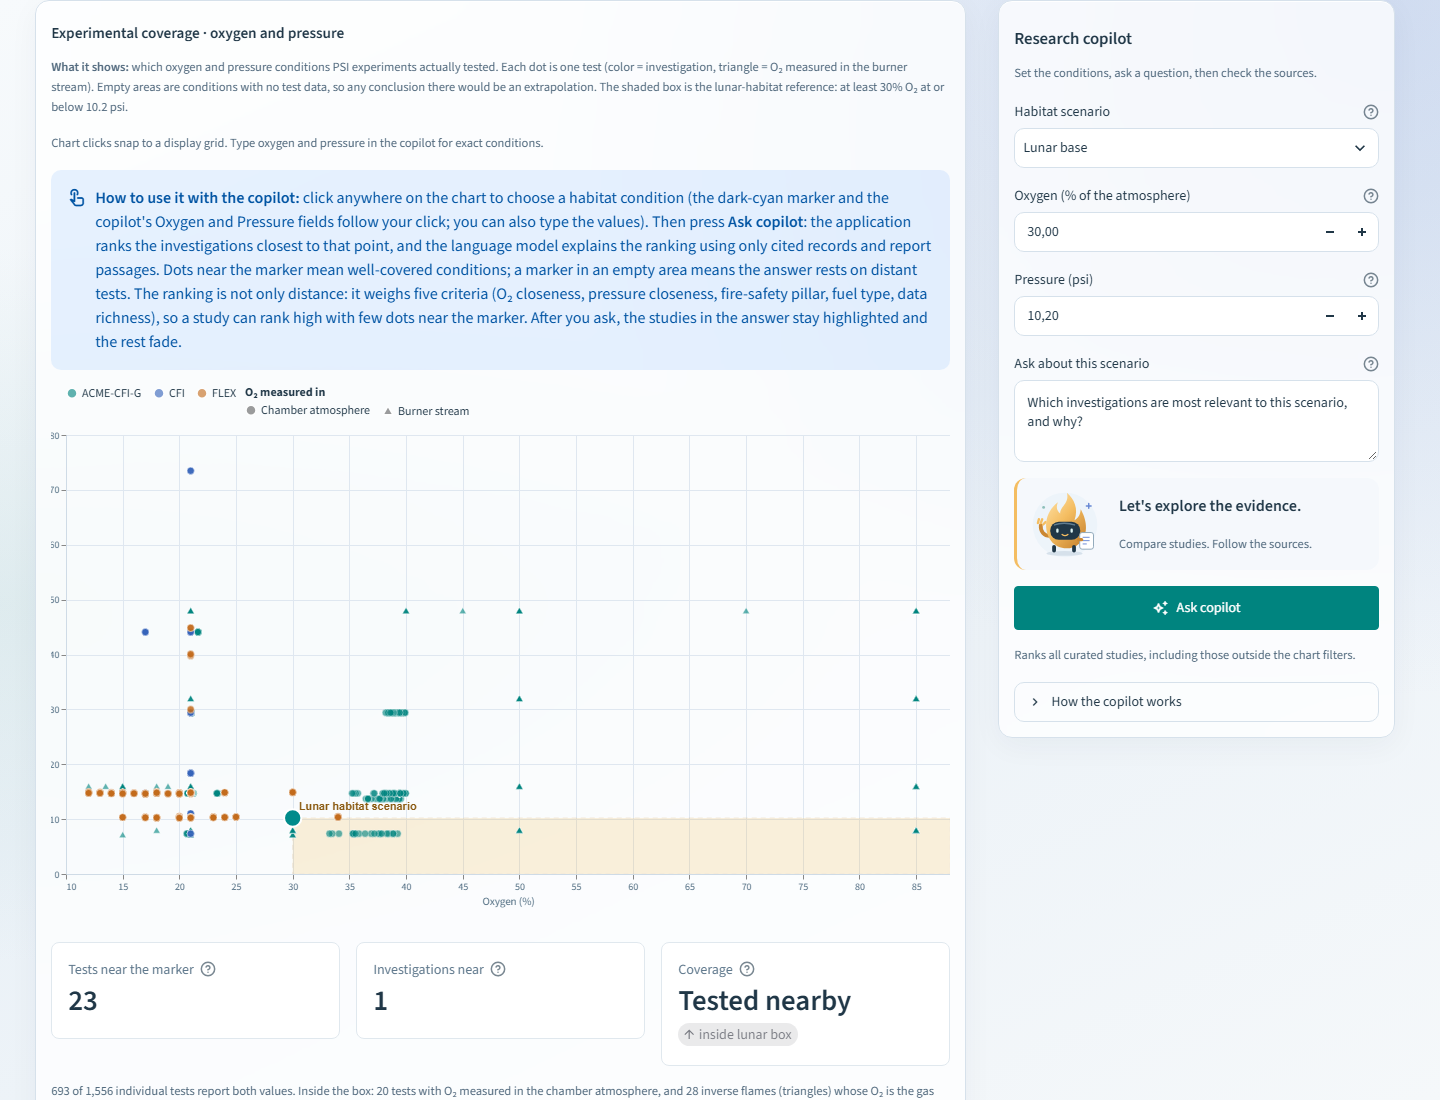 Experimental coverage · oxygen and pressure
What it shows: which oxygen and pressure conditions PSI experiments actually tested. Each dot is one test (color = investigation, triangle = O₂ measured in the burner
stream). Empty areas are conditions with no test data, so any conclusion there would be an extrapolation. The shaded box is the lunar-habitat reference: at least 30% O₂ at or
below 10.2 psi.
Chart clicks snap to a display grid. Type oxygen and pressure in the copilot for exact conditions.
How to use it with the copilot: click anywhere on the chart to choose a habitat condition (the dark-cyan marker and the
copilot's Oxygen and Pressure fields follow your click; you can also type the values). Then press Ask copilot: the application
ranks the investigations closest to that point, and the language model explains the ranking using only cited records and report
passages. Dots near the marker mean well-covered conditions; a marker in an empty area means the answer rests on distant
tests. The ranking is not only distance: it weighs five criteria (O₂ closeness, pressure closeness, fire-safety pillar, fuel type, data
richness), so a study can rank high with few dots near the marker. After you ask, the studies in the answer stay highlighted and
the rest fade.
ACME-CFI-G CFI FLEX O₂ measured in
Chamber atmosphere Burner stream
80
70
60
50
40
30
20
10
0
Lunar habitat scenario
10 15 20 25 30 35 40 45 50 55 60 65 70 75 80 85
Oxygen (%)
Tests near the marker
23
Investigations near
1
Coverage
Tested nearby
↑ inside lunar box
693 of 1,556 individual tests report both values. Inside the box: 20 tests with O₂ measured in the chamber atmosphere, and 28 inverse flames (triangles) whose O₂ is the gas
Research copilot
Set the conditions, ask a question, then check the sources.
Habitat scenario
Lunar base
Oxygen (% of the atmosphere)
30,00
Pressure (psi)
10,20
Ask about this scenario
Which investigations are most relevant to this scenario,
and why?
Let's explore the evidence.
Compare studies. Follow the sources.
Ask copilot
Ranks all curated studies, including those outside the chart filters.
How the copilot works